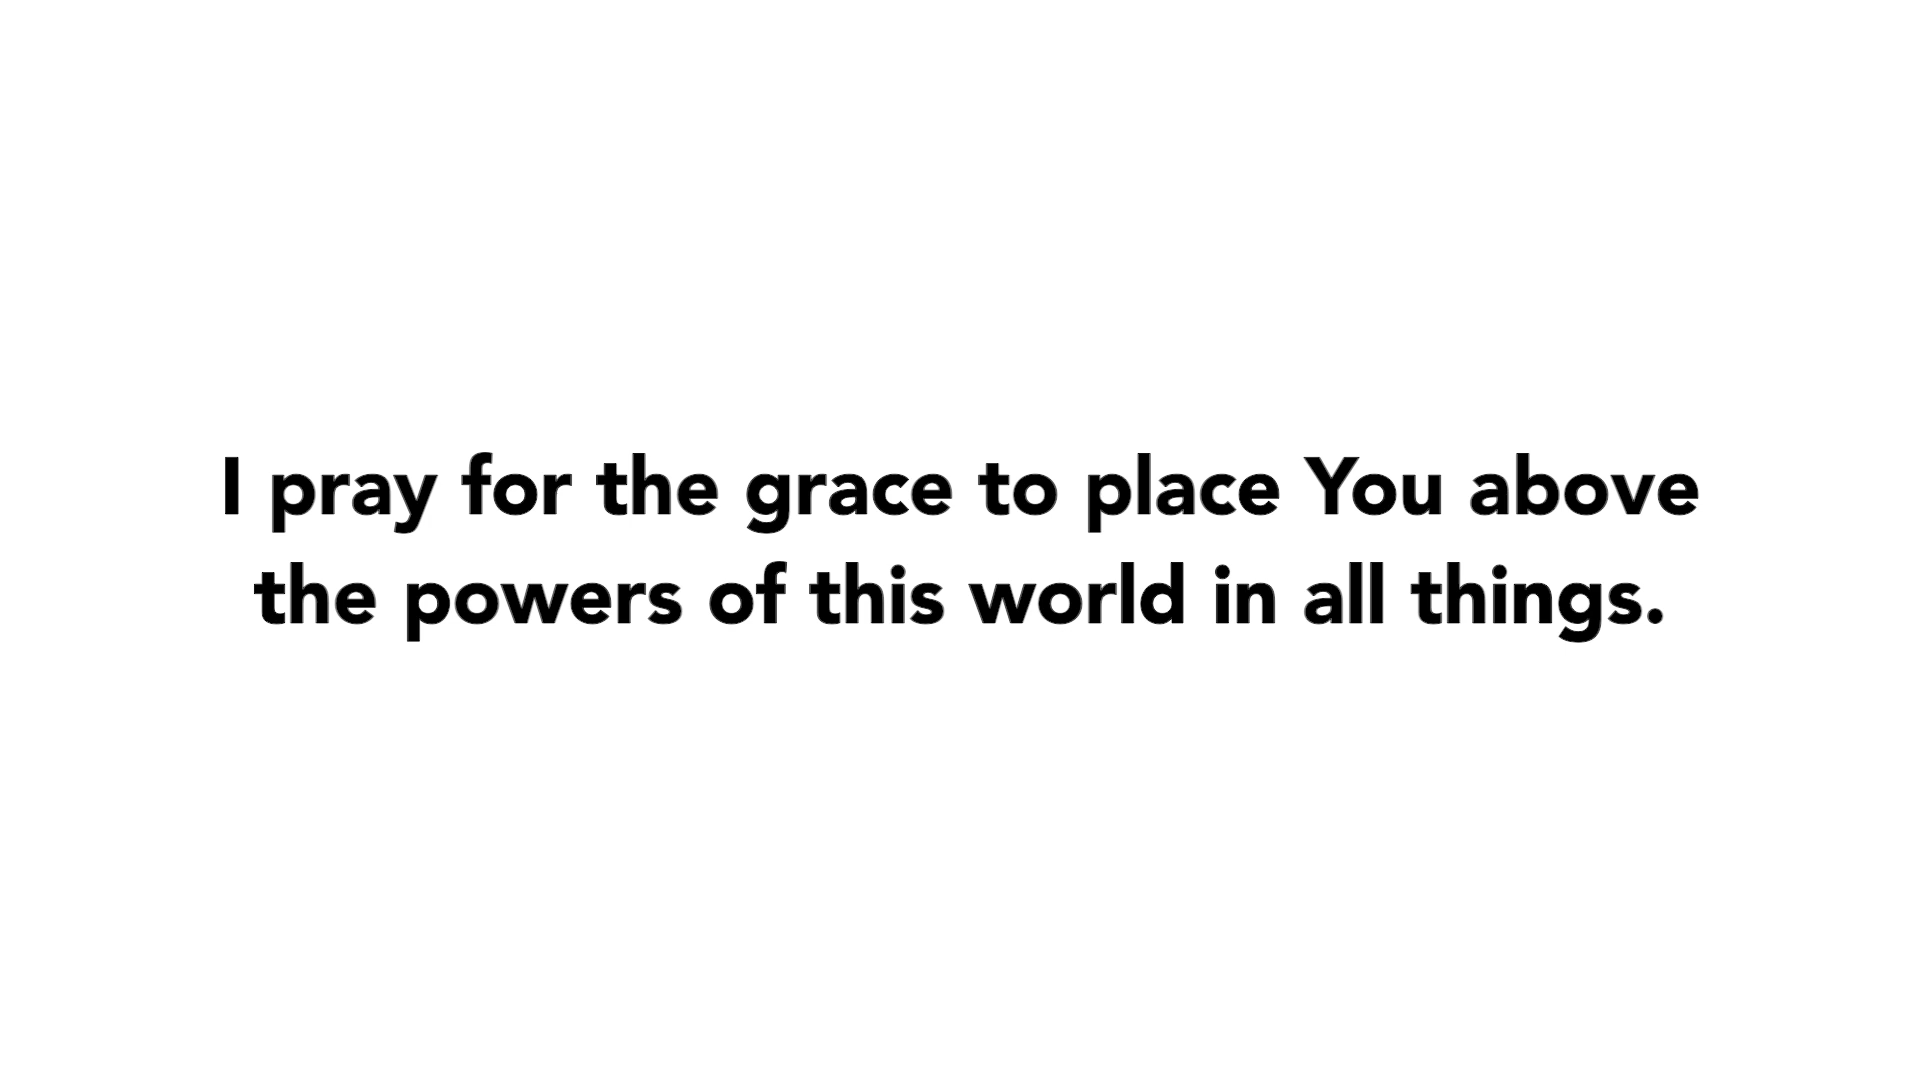 I pray for the grace to place You above
the powers of this world in all things.